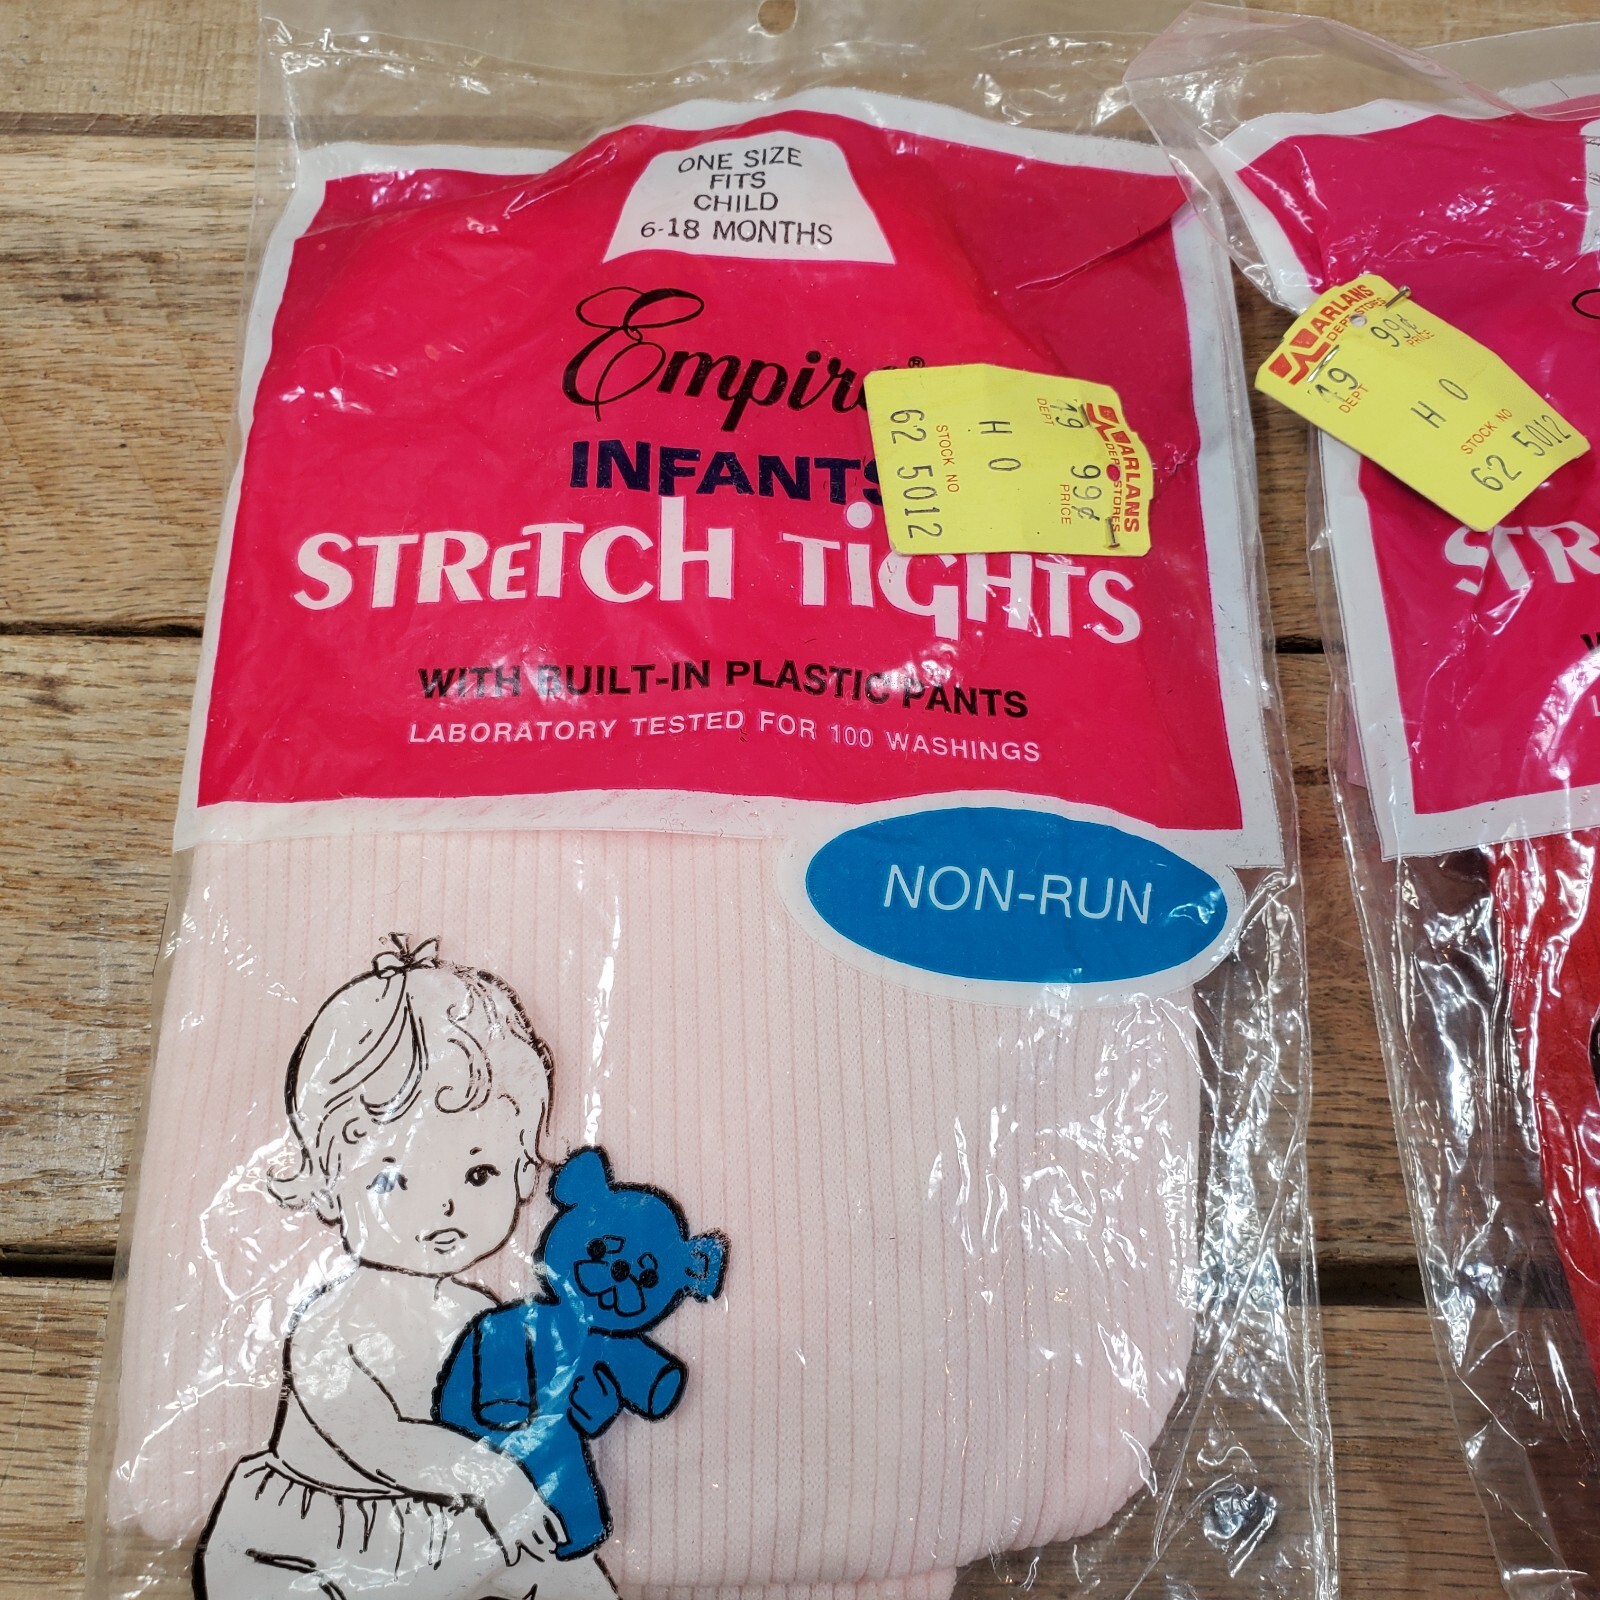 ONE SIZE
FITS
CHILD
6-18 MONTHS
Empire®
INFANTS
STRETCH TIGHTS
WITH BUILT-IN PLASTIC PANTS
LABORATORY TESTED FOR 100 WASHINGS
NON-RUN
ARLANS
DEPT STORES
DEPT
99¢
PRICE
H O
STOCK NO
62 5012
ARLANS
DEPT STORES
DEPT
99¢
PRICE
H O
STOCK NO
62 5012
STR